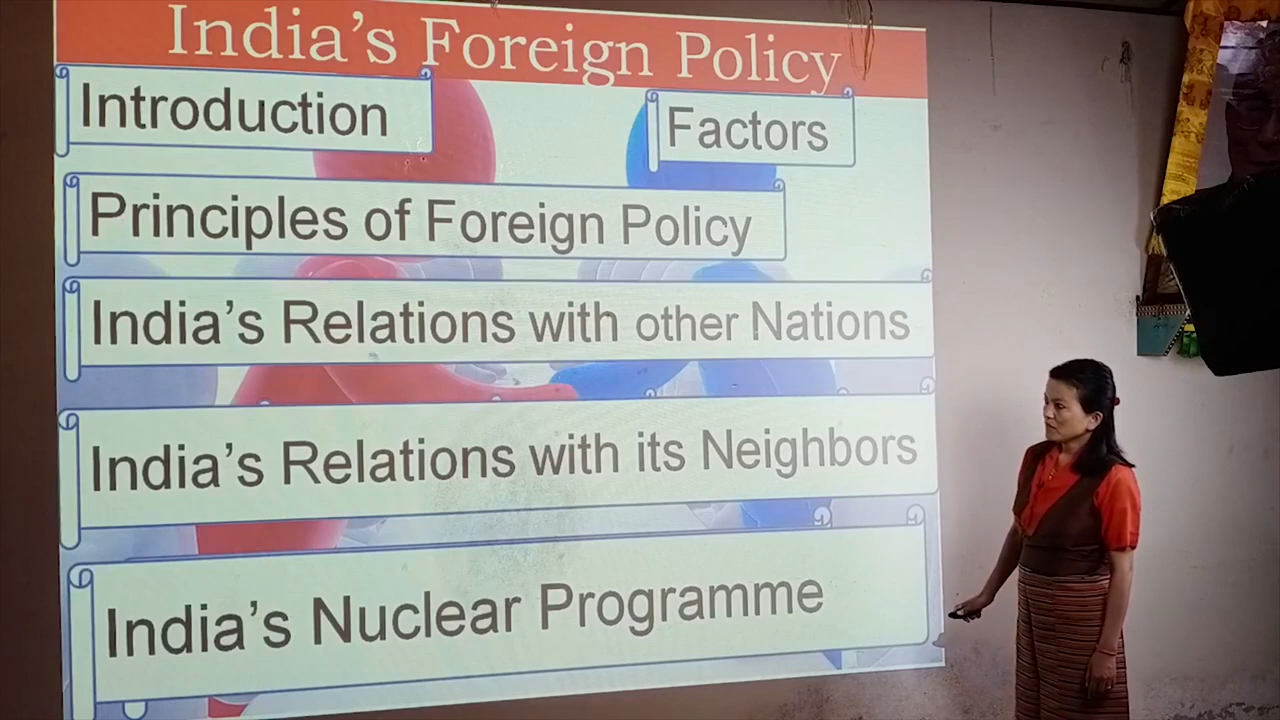 India's Foreign Policy
Introduction
Factors
Principles of Foreign Policy
India's Relations with other Nations
India's Relations with its Neighbors
India's Nuclear Programme